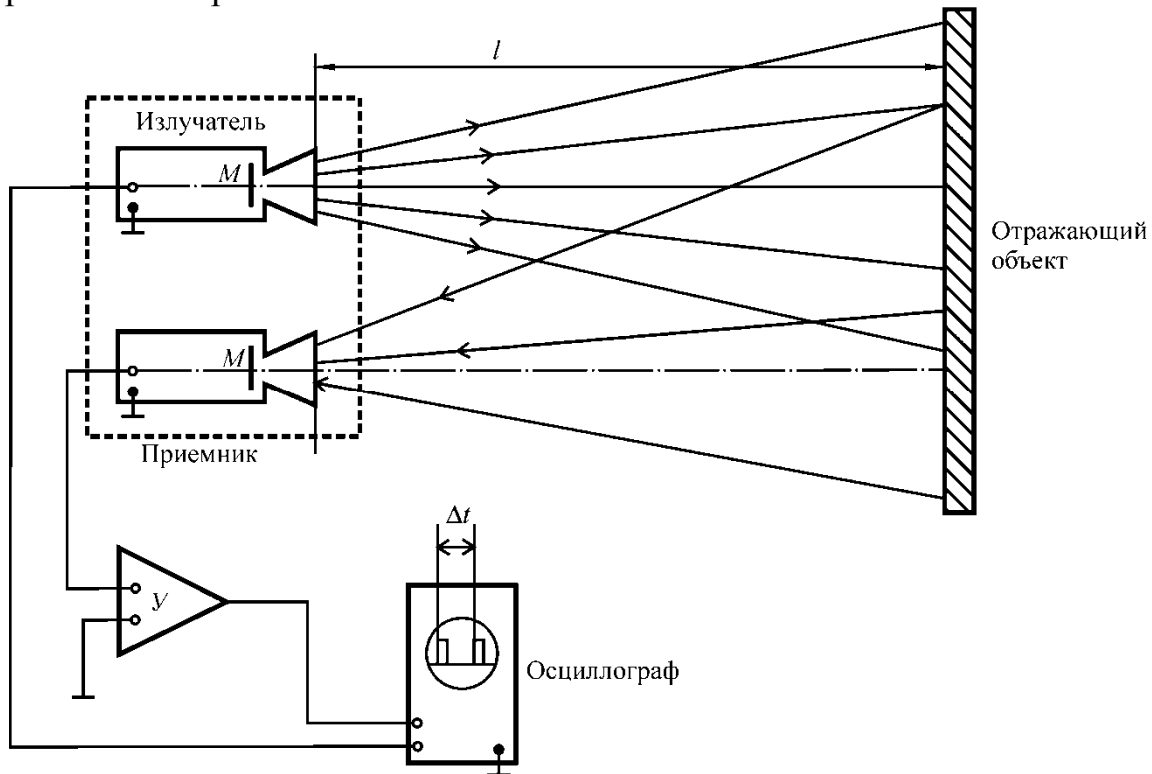 l
Излучатель
M
Отражающий
объект
M
Приемник
Δt
У
Осциллограф